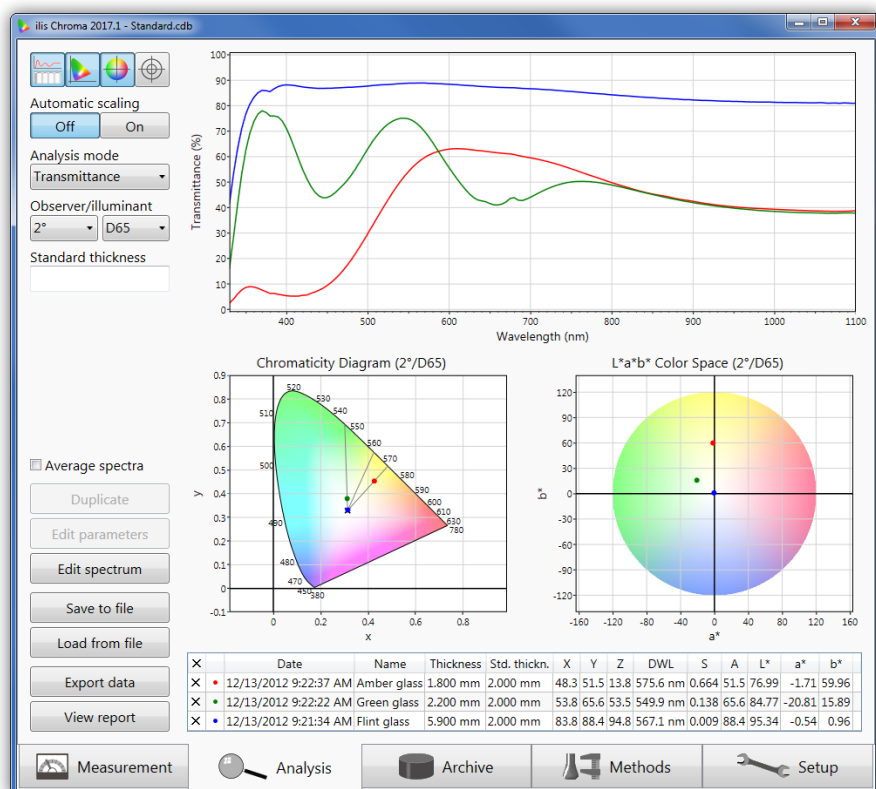 ilis Chroma 2017.1 - Standard.cdb
Automatic scaling
Off On
Analysis mode
Transmittance
Observer/illuminant
2° D65
Standard thickness
Average spectra
Duplicate
Edit parameters
Edit spectrum
Save to file
Load from file
Export data
View report
100
90
80
70
60
50
40
30
20
10
0
Transmittance (%)
400 500 600 700 800 900 1000 1100
Wavelength (nm)
Chromaticity Diagram (2°/D65)
0.9
0.8
0.7
0.6
0.5
0.4
0.3
0.2
0.1
0
-0.1
y
520
530
510
540
550
560
500
570
580
590
600
610
490
630
780
480
470
450
380
0 0.2 0.4 0.6 0.8
x
L*a*b* Color Space (2°/D65)
120
90
60
30
0
-30
-60
-90
-120
b*
-160 -120 -80 -40 0 40 80 120 160
a*
X Date Name Thickness Std. thickn. X Y Z DWL S A L* a* b*
X 12/13/2012 9:22:37 AM Amber glass 1.800 mm 2.000 mm 48.3 51.5 13.8 575.6 nm 0.664 51.5 76.99 -1.71 59.96
X 12/13/2012 9:22:22 AM Green glass 2.200 mm 2.000 mm 53.8 65.6 53.5 549.9 nm 0.138 65.6 84.77 -20.81 15.89
X 12/13/2012 9:21:34 AM Flint glass 5.900 mm 2.000 mm 83.8 88.4 94.8 567.1 nm 0.009 88.4 95.34 -0.54 0.96
Measurement Analysis Archive Methods Setup